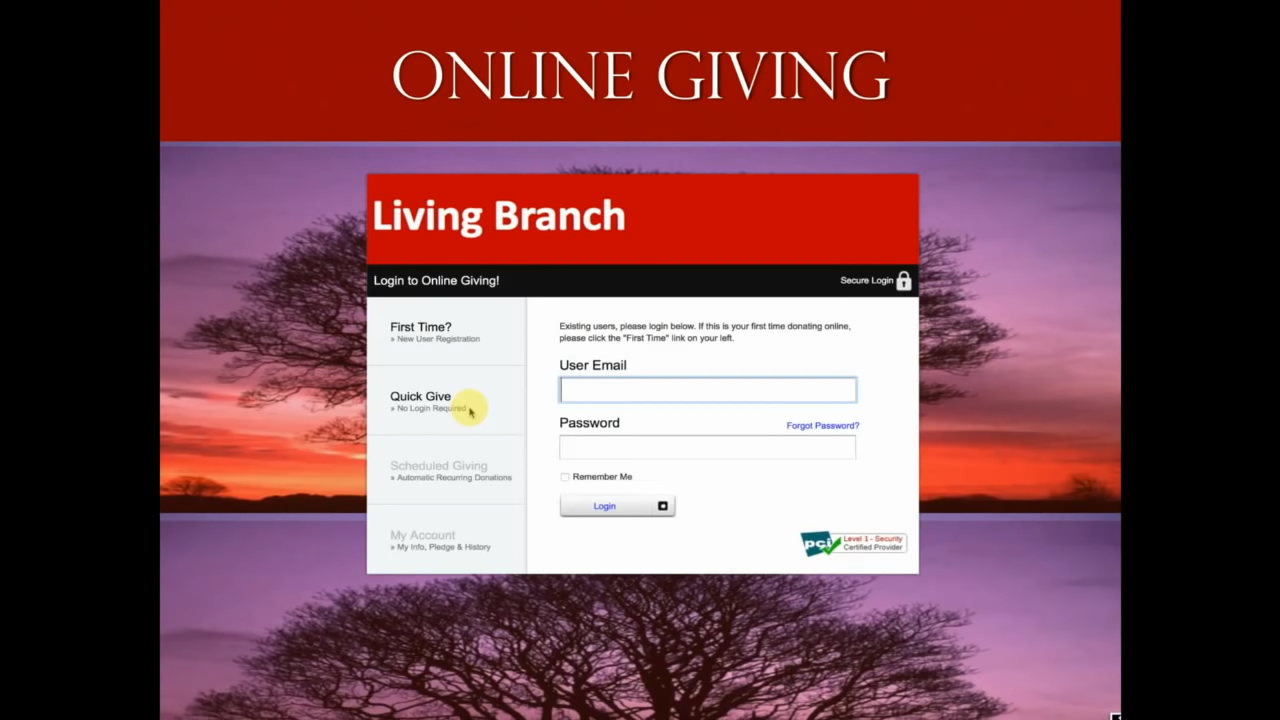 ONLINE GIVING
Living Branch
Login to Online Giving!
Secure Login
First Time?
» New User Registration
Quick Give
» No Login Required
Scheduled Giving
» Automatic Recurring Donations
My Account
» My Info, Pledge & History
Existing users, please login below. If this is your first time donating online,
please click the "First Time" link on your left.
User Email
Password
Forgot Password?
Remember Me
Login
pci
Level 1 - Security
Certified Provider